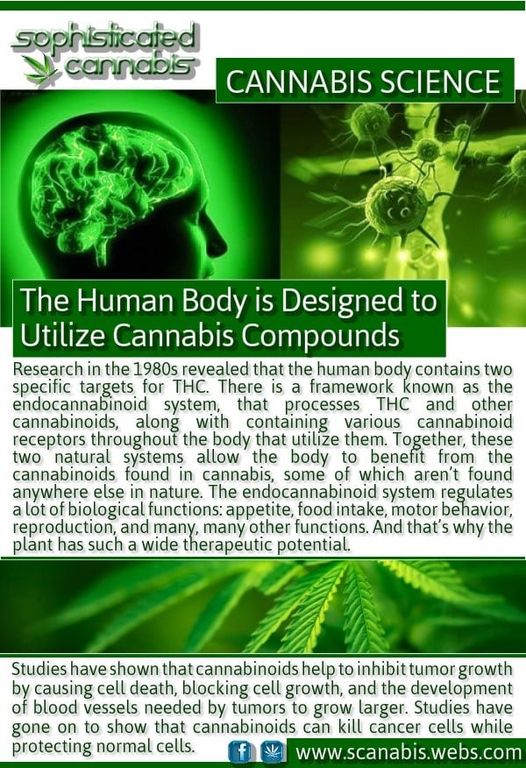 sophisticated
cannabis
CANNABIS SCIENCE
The Human Body is Designed to
Utilize Cannabis Compounds
Research in the 1980s revealed that the human body contains two
specific targets for THC. There is a framework known as the
endocannabinoid system, that processes THC and other
cannabinoids, along with containing various cannabinoid
receptors throughout the body that utilize them. Together, these
two natural systems allow the body to benefit from the
cannabinoids found in cannabis, some of which aren't found
anywhere else in nature. The endocannabinoid system regulates
a lot of biological functions: appetite, food intake, motor behavior,
reproduction, and many, many other functions. And that's why the
plant has such a wide therapeutic potential.
Studies have shown that cannabinoids help to inhibit tumor growth
by causing cell death, blocking cell growth, and the development
of blood vessels needed by tumors to grow larger. Studies have
gone on to show that cannabinoids can kill cancer cells while
protecting normal cells.
f
www.scanabis.webs.com